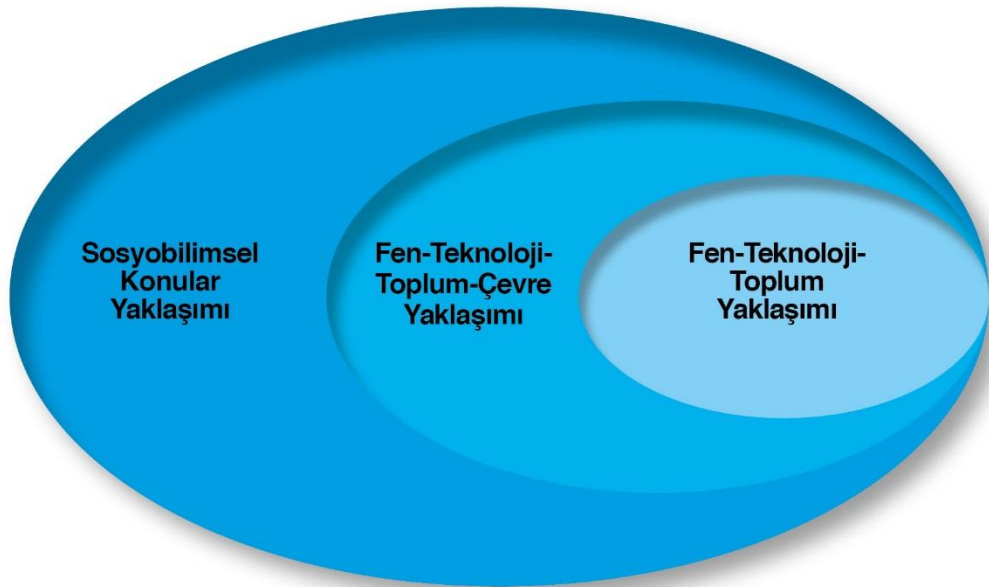 Sosyobilimsel
Konular
Yaklaşımı
Fen-Teknoloji-
Toplum-Çevre
Yaklaşımı
Fen-Teknoloji-
Toplum
Yaklaşımı